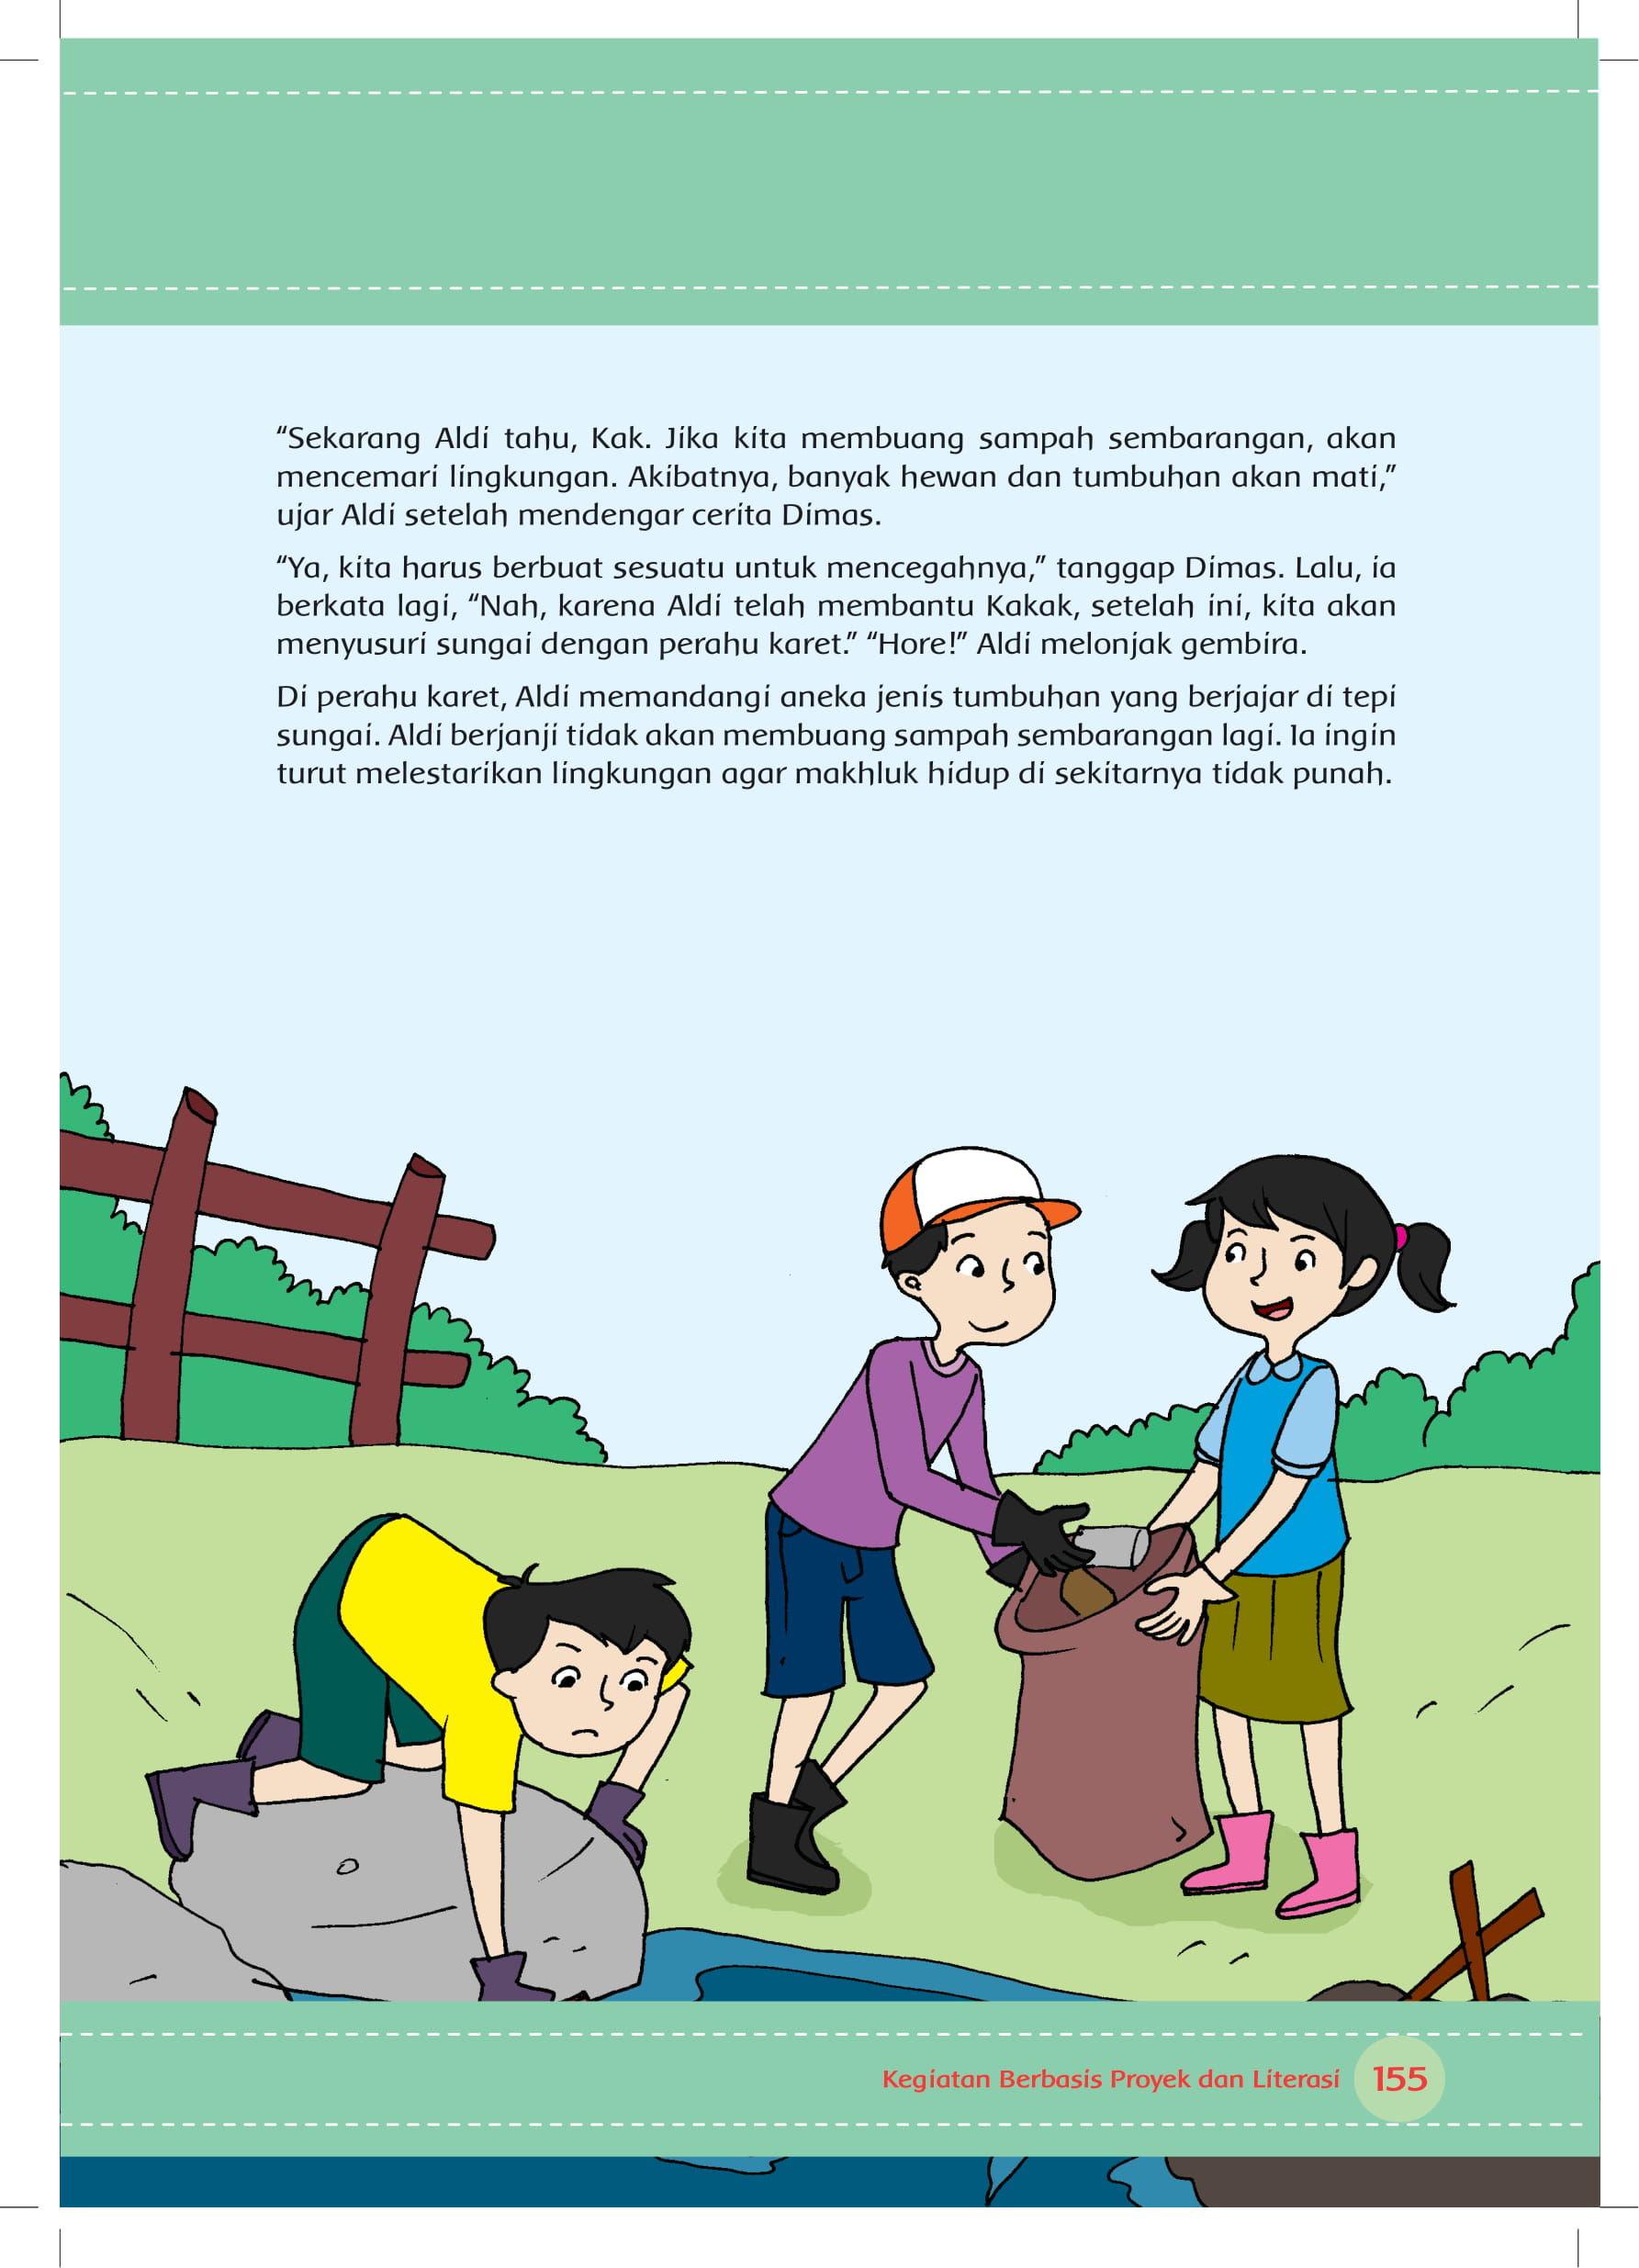 “Sekarang Aldi tahu, Kak. Jika kita membuang sampah sembarangan, akan
mencemari lingkungan. Akibatnya, banyak hewan dan tumbuhan akan mati,”
ujar Aldi setelah mendengar cerita Dimas.
“Ya, kita harus berbuat sesuatu untuk mencegahnya,” tanggap Dimas. Lalu, ia
berkata lagi, “Nah, karena Aldi telah membantu Kakak, setelah ini, kita akan
menyusuri sungai dengan perahu karet.” “Hore!” Aldi melonjak gembira.
Di perahu karet, Aldi memandangi aneka jenis tumbuhan yang berjajar di tepi
sungai. Aldi berjanji tidak akan membuang sampah sembarangan lagi. Ia ingin
turut melestarikan lingkungan agar makhluk hidup di sekitarnya tidak punah.
Kegiatan Berbasis Proyek dan Literasi 155